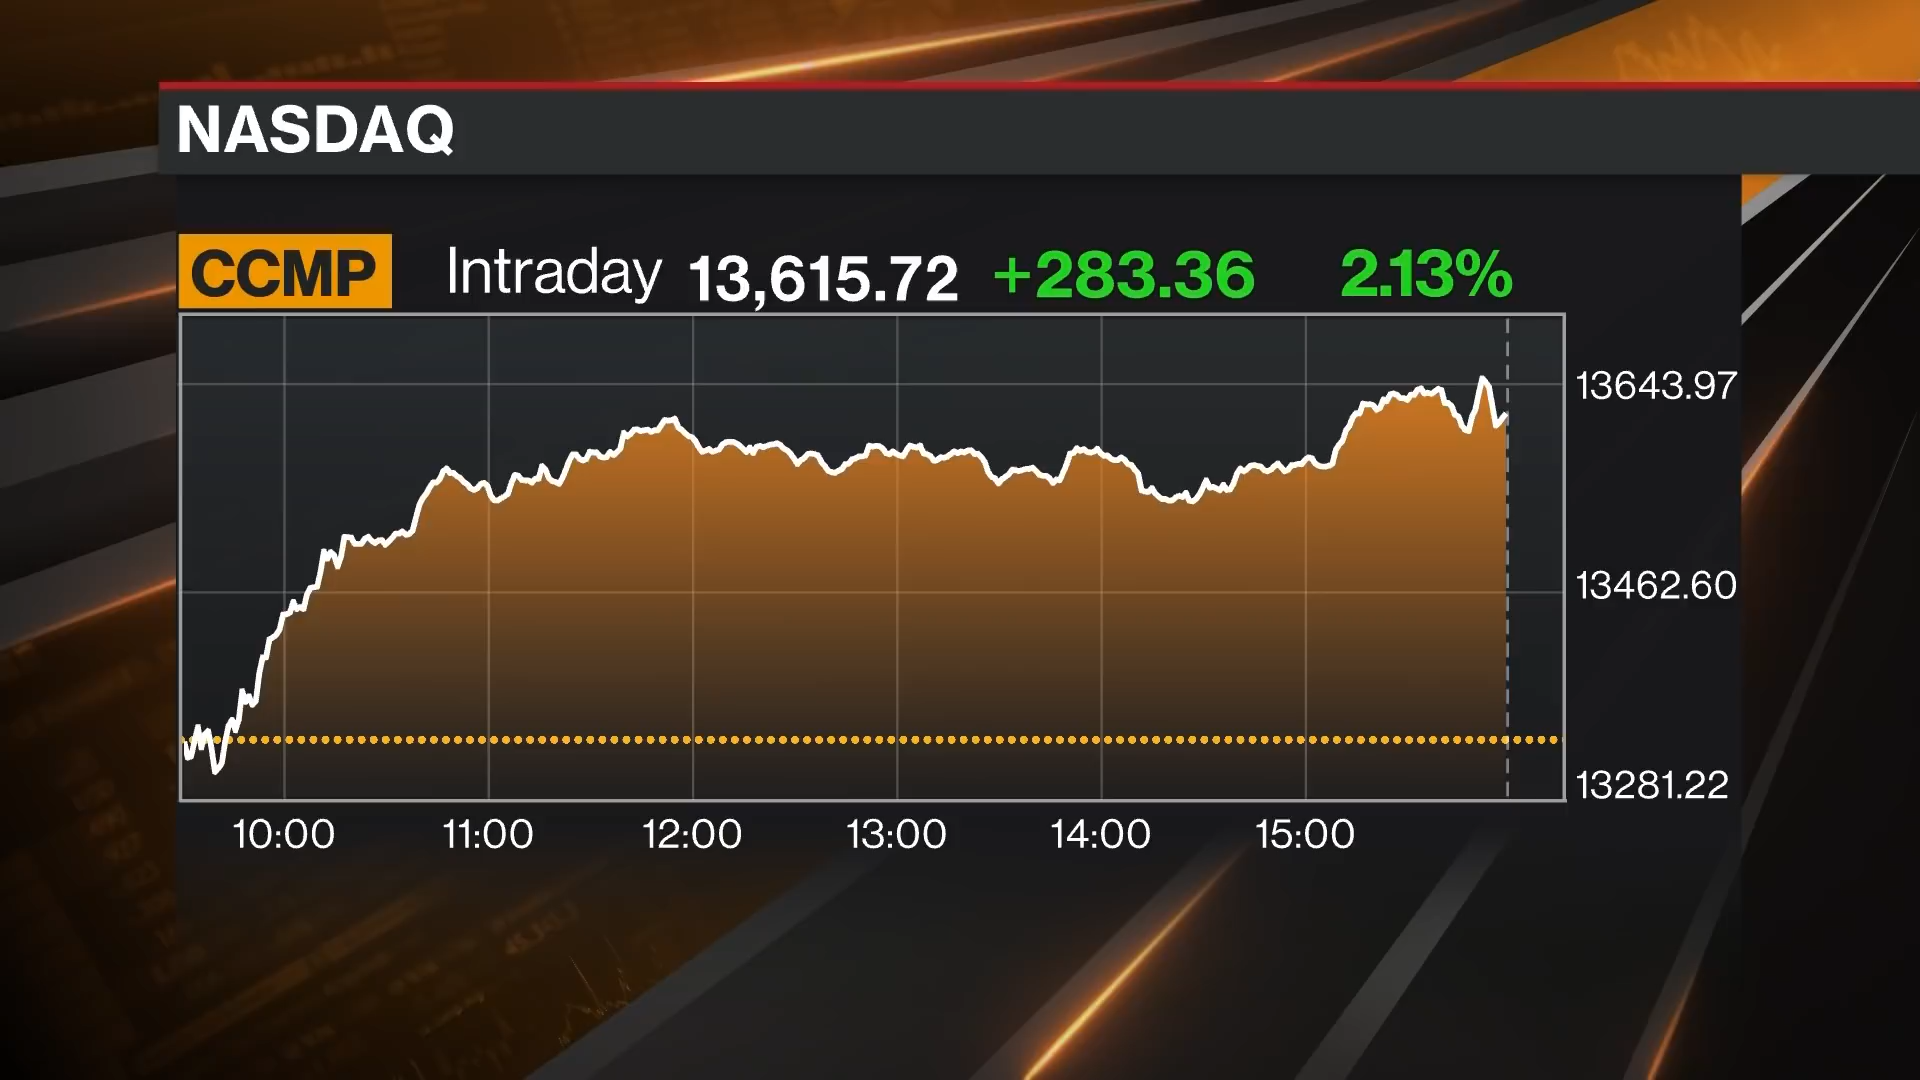 NASDAQ
CCMP Intraday 13,615.72 +283.36 2.13%
13643.97
13462.60
13281.22
10:00 11:00 12:00 13:00 14:00 15:00